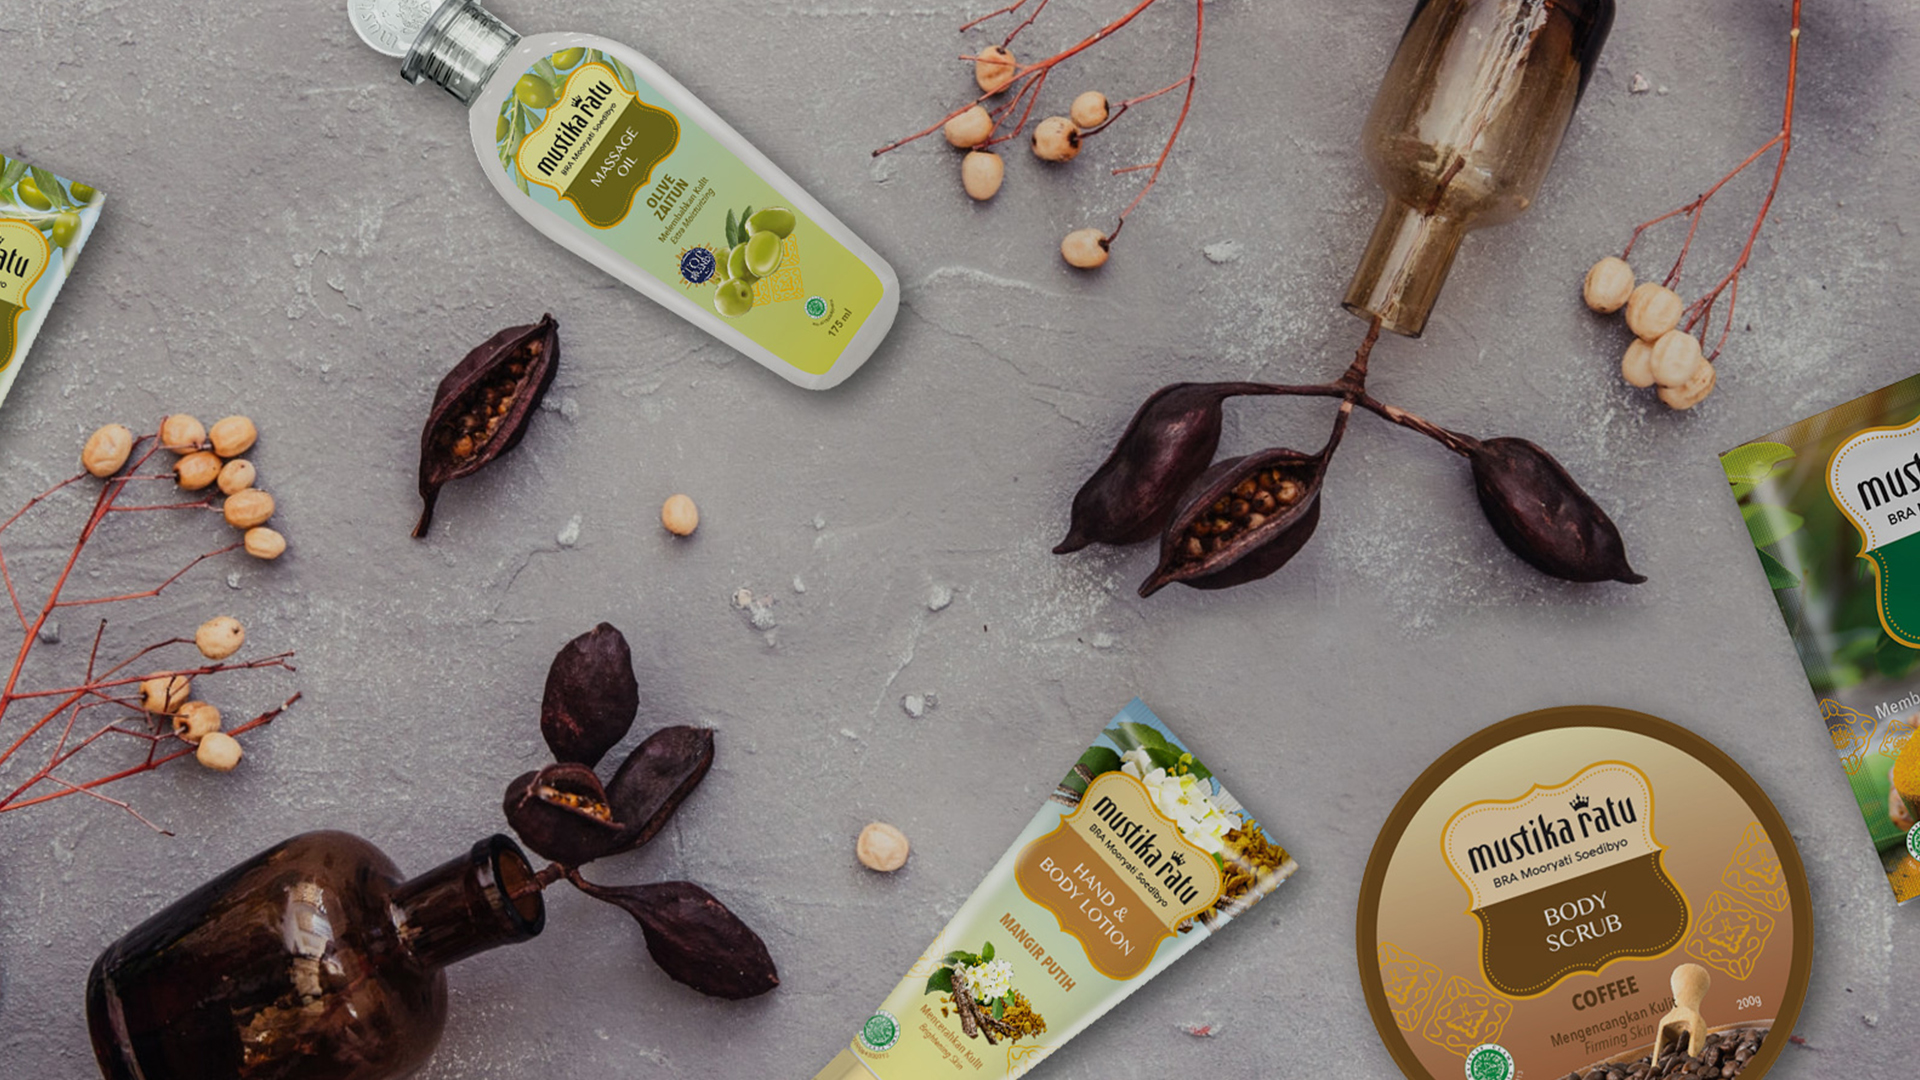 mustika ratu
BRA Mooryati Soedibyo
MASSAGE
OIL
OLIVE
ZAITUN
Melembabkan Kulit
Extra Moisturizing
175 ml
atu
mus
BRA
Memb
mustika ratu
BRA Mooryati Soedibyo
HAND &
BODY LOTION
MANGIR PUTIH
Mencerahkan Kulit
Brightening Skin
mustika ratu
BRA Mooryati Soedibyo
BODY
SCRUB
COFFEE
Mengencangkan Kulit
Firming Skin
200g